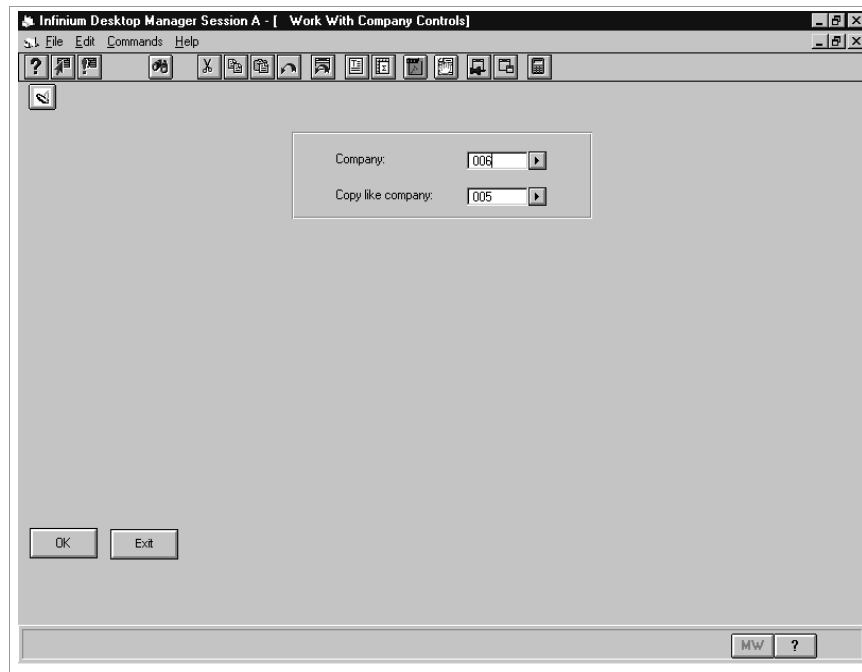 Infinium Desktop Manager Session A - [ Work With Company Controls]
File Edit Commands Help
?
Company: 006
Copy like company: 005
OK Exit
MW ?